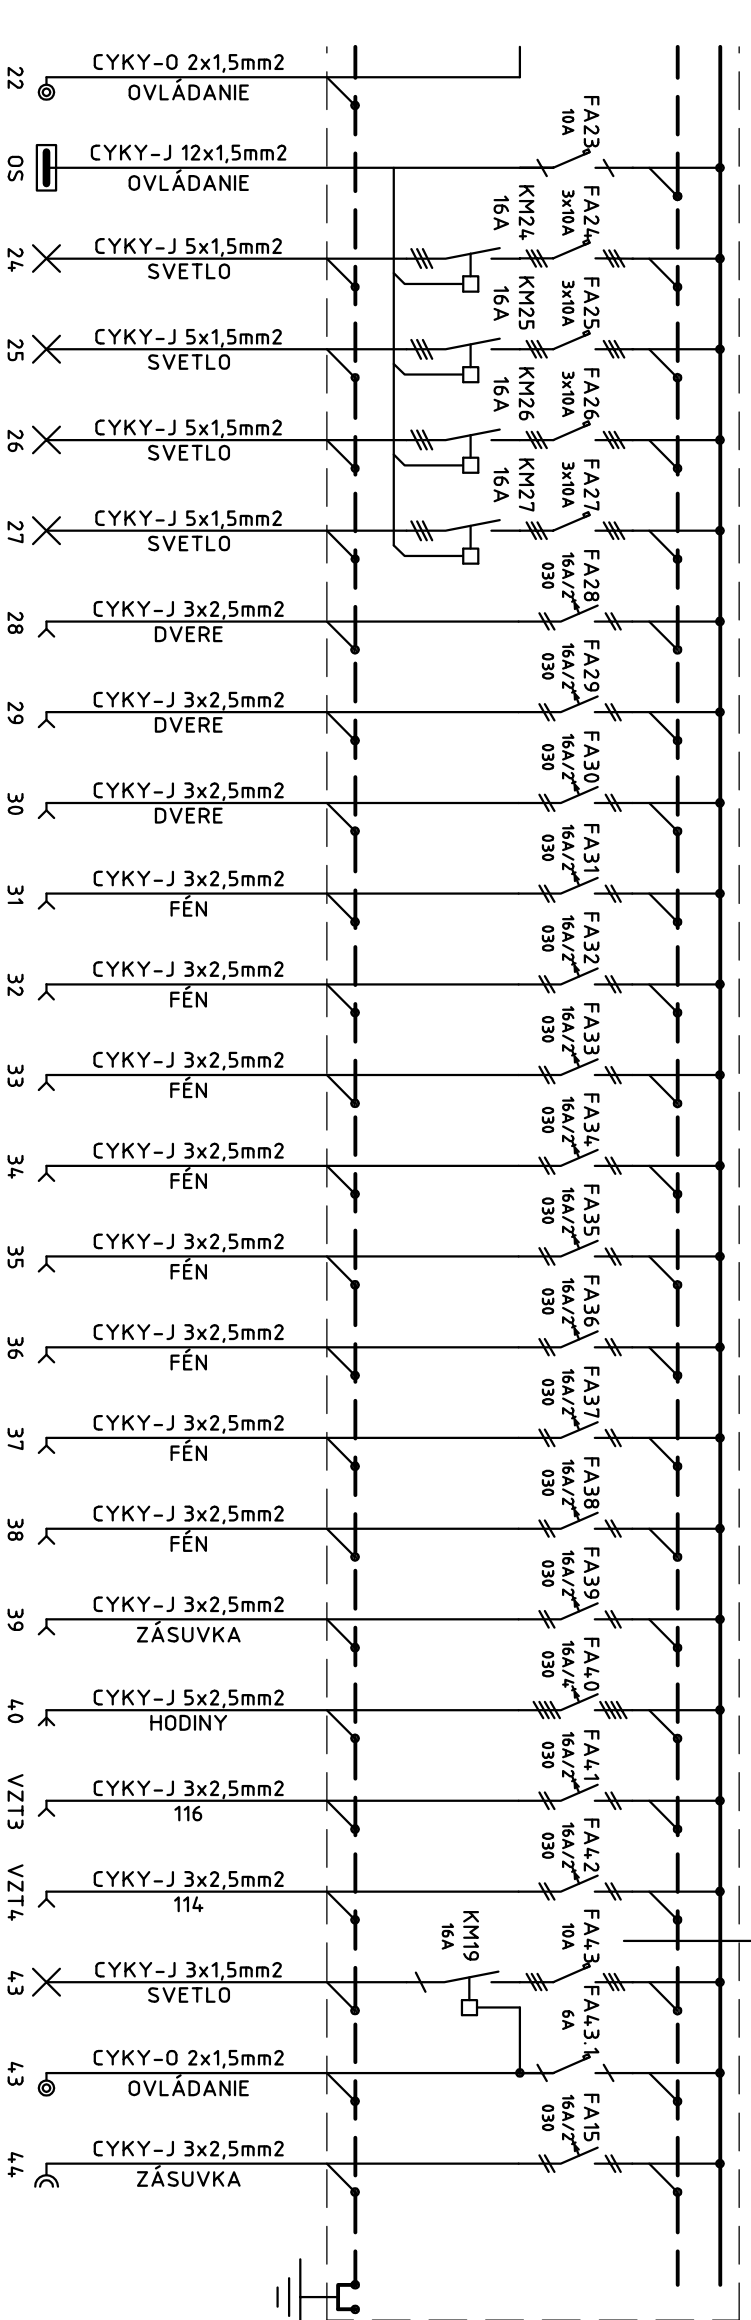 22
CYKY-O 2x1,5mm2
OVLÁDANIE
OS
CYKY-J 12x1,5mm2
OVLÁDANIE
FA23
10A
24
CYKY-J 5x1,5mm2
SVETLO
KM24
16A
FA24
3x10A
25
CYKY-J 5x1,5mm2
SVETLO
KM25
16A
FA25
3x10A
26
CYKY-J 5x1,5mm2
SVETLO
KM26
16A
FA26
3x10A
27
CYKY-J 5x1,5mm2
SVETLO
KM27
16A
FA27
3x10A
28
CYKY-J 3x2,5mm2
DVERE
FA28
16A/2
030
29
CYKY-J 3x2,5mm2
DVERE
FA29
16A/2
030
30
CYKY-J 3x2,5mm2
DVERE
FA30
16A/2
030
31
CYKY-J 3x2,5mm2
FÉN
FA31
16A/2
030
32
CYKY-J 3x2,5mm2
FÉN
FA32
16A/2
030
33
CYKY-J 3x2,5mm2
FÉN
FA33
16A/2
030
34
CYKY-J 3x2,5mm2
FÉN
FA34
16A/2
030
35
CYKY-J 3x2,5mm2
FÉN
FA35
16A/2
030
36
CYKY-J 3x2,5mm2
FÉN
FA36
16A/2
030
37
CYKY-J 3x2,5mm2
FÉN
FA37
16A/2
030
38
CYKY-J 3x2,5mm2
FÉN
FA38
16A/2
030
39
CYKY-J 3x2,5mm2
ZÁSUVKA
FA39
16A/2
030
40
CYKY-J 5x2,5mm2
HODINY
FA40
16A/4
030
VZT3
CYKY-J 3x2,5mm2
116
FA41
16A/2
030
VZT4
CYKY-J 3x2,5mm2
114
FA42
16A/2
030
43
CYKY-J 3x1,5mm2
SVETLO
KM19
16A
FA43
10A
43
CYKY-O 2x1,5mm2
OVLÁDANIE
FA43.1
6A
44
CYKY-J 3x2,5mm2
ZÁSUVKA
FA15
16A/2
030